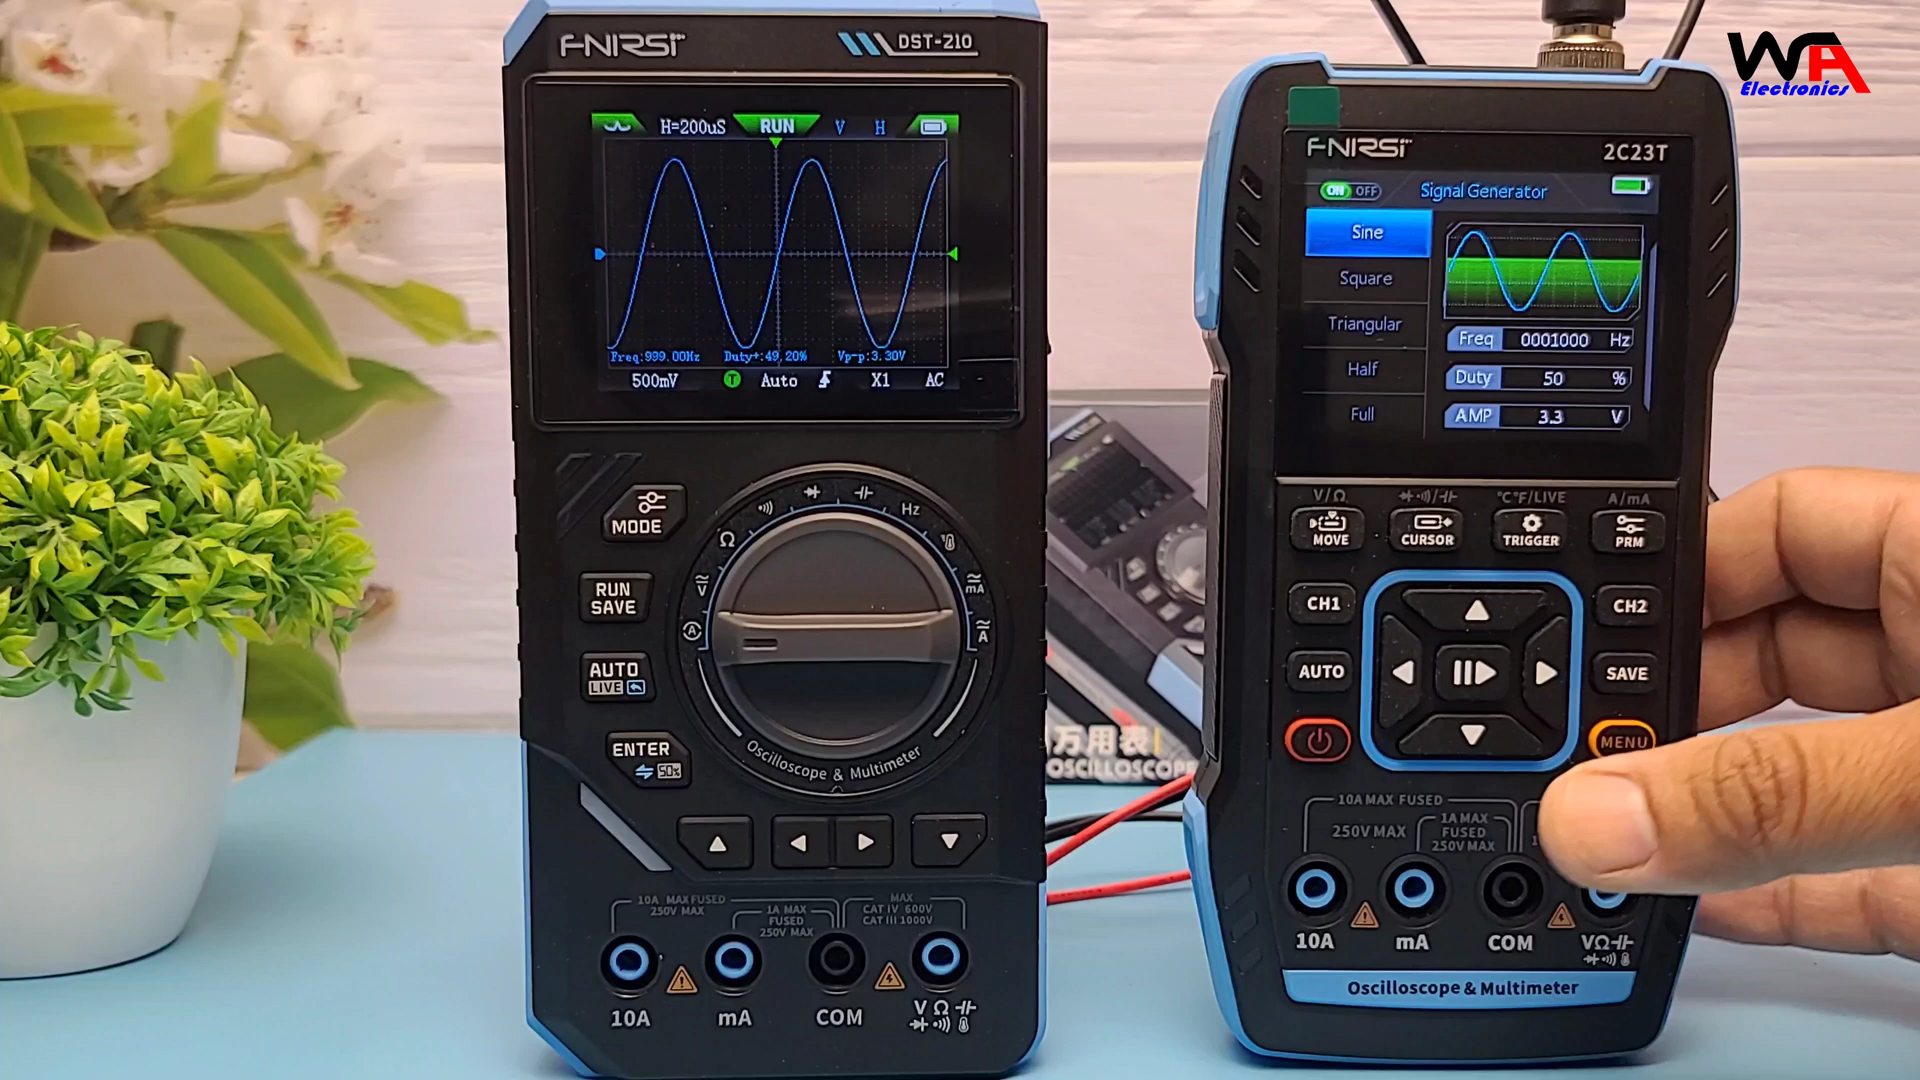 WA
Electronics
FNIRSI
DST-210
H=200uS
RUN
V
H
Freq:999.00Hz
Duty+:49.20%
Vp-p:3.30V
500mV
T
Auto
X1
AC
MODE
RUN
SAVE
AUTO
LIVE
ENTER
50%
Ω
Hz
V
mA
A
A
Oscilloscope & Multimeter
10A MAX FUSED
250V MAX
1A MAX
FUSED
250V MAX
MAX
CAT IV 600V
CAT III 1000V
10A
mA
COM
V Ω
万用表
OSCILLOSCOPE
FNIRSI
2C23T
ON
OFF
Signal Generator
Sine
Square
Triangular
Half
Full
Freq 0001000 Hz
Duty 50 %
AMP 3.3 V
V/Ω
°C°F/LIVE
A/mA
MOVE
CURSOR
TRIGGER
PRM
CH1
CH2
AUTO
SAVE
MENU
10A MAX FUSED
250V MAX
1A MAX
FUSED
250V MAX
10A
mA
COM
VΩ
Oscilloscope & Multimeter